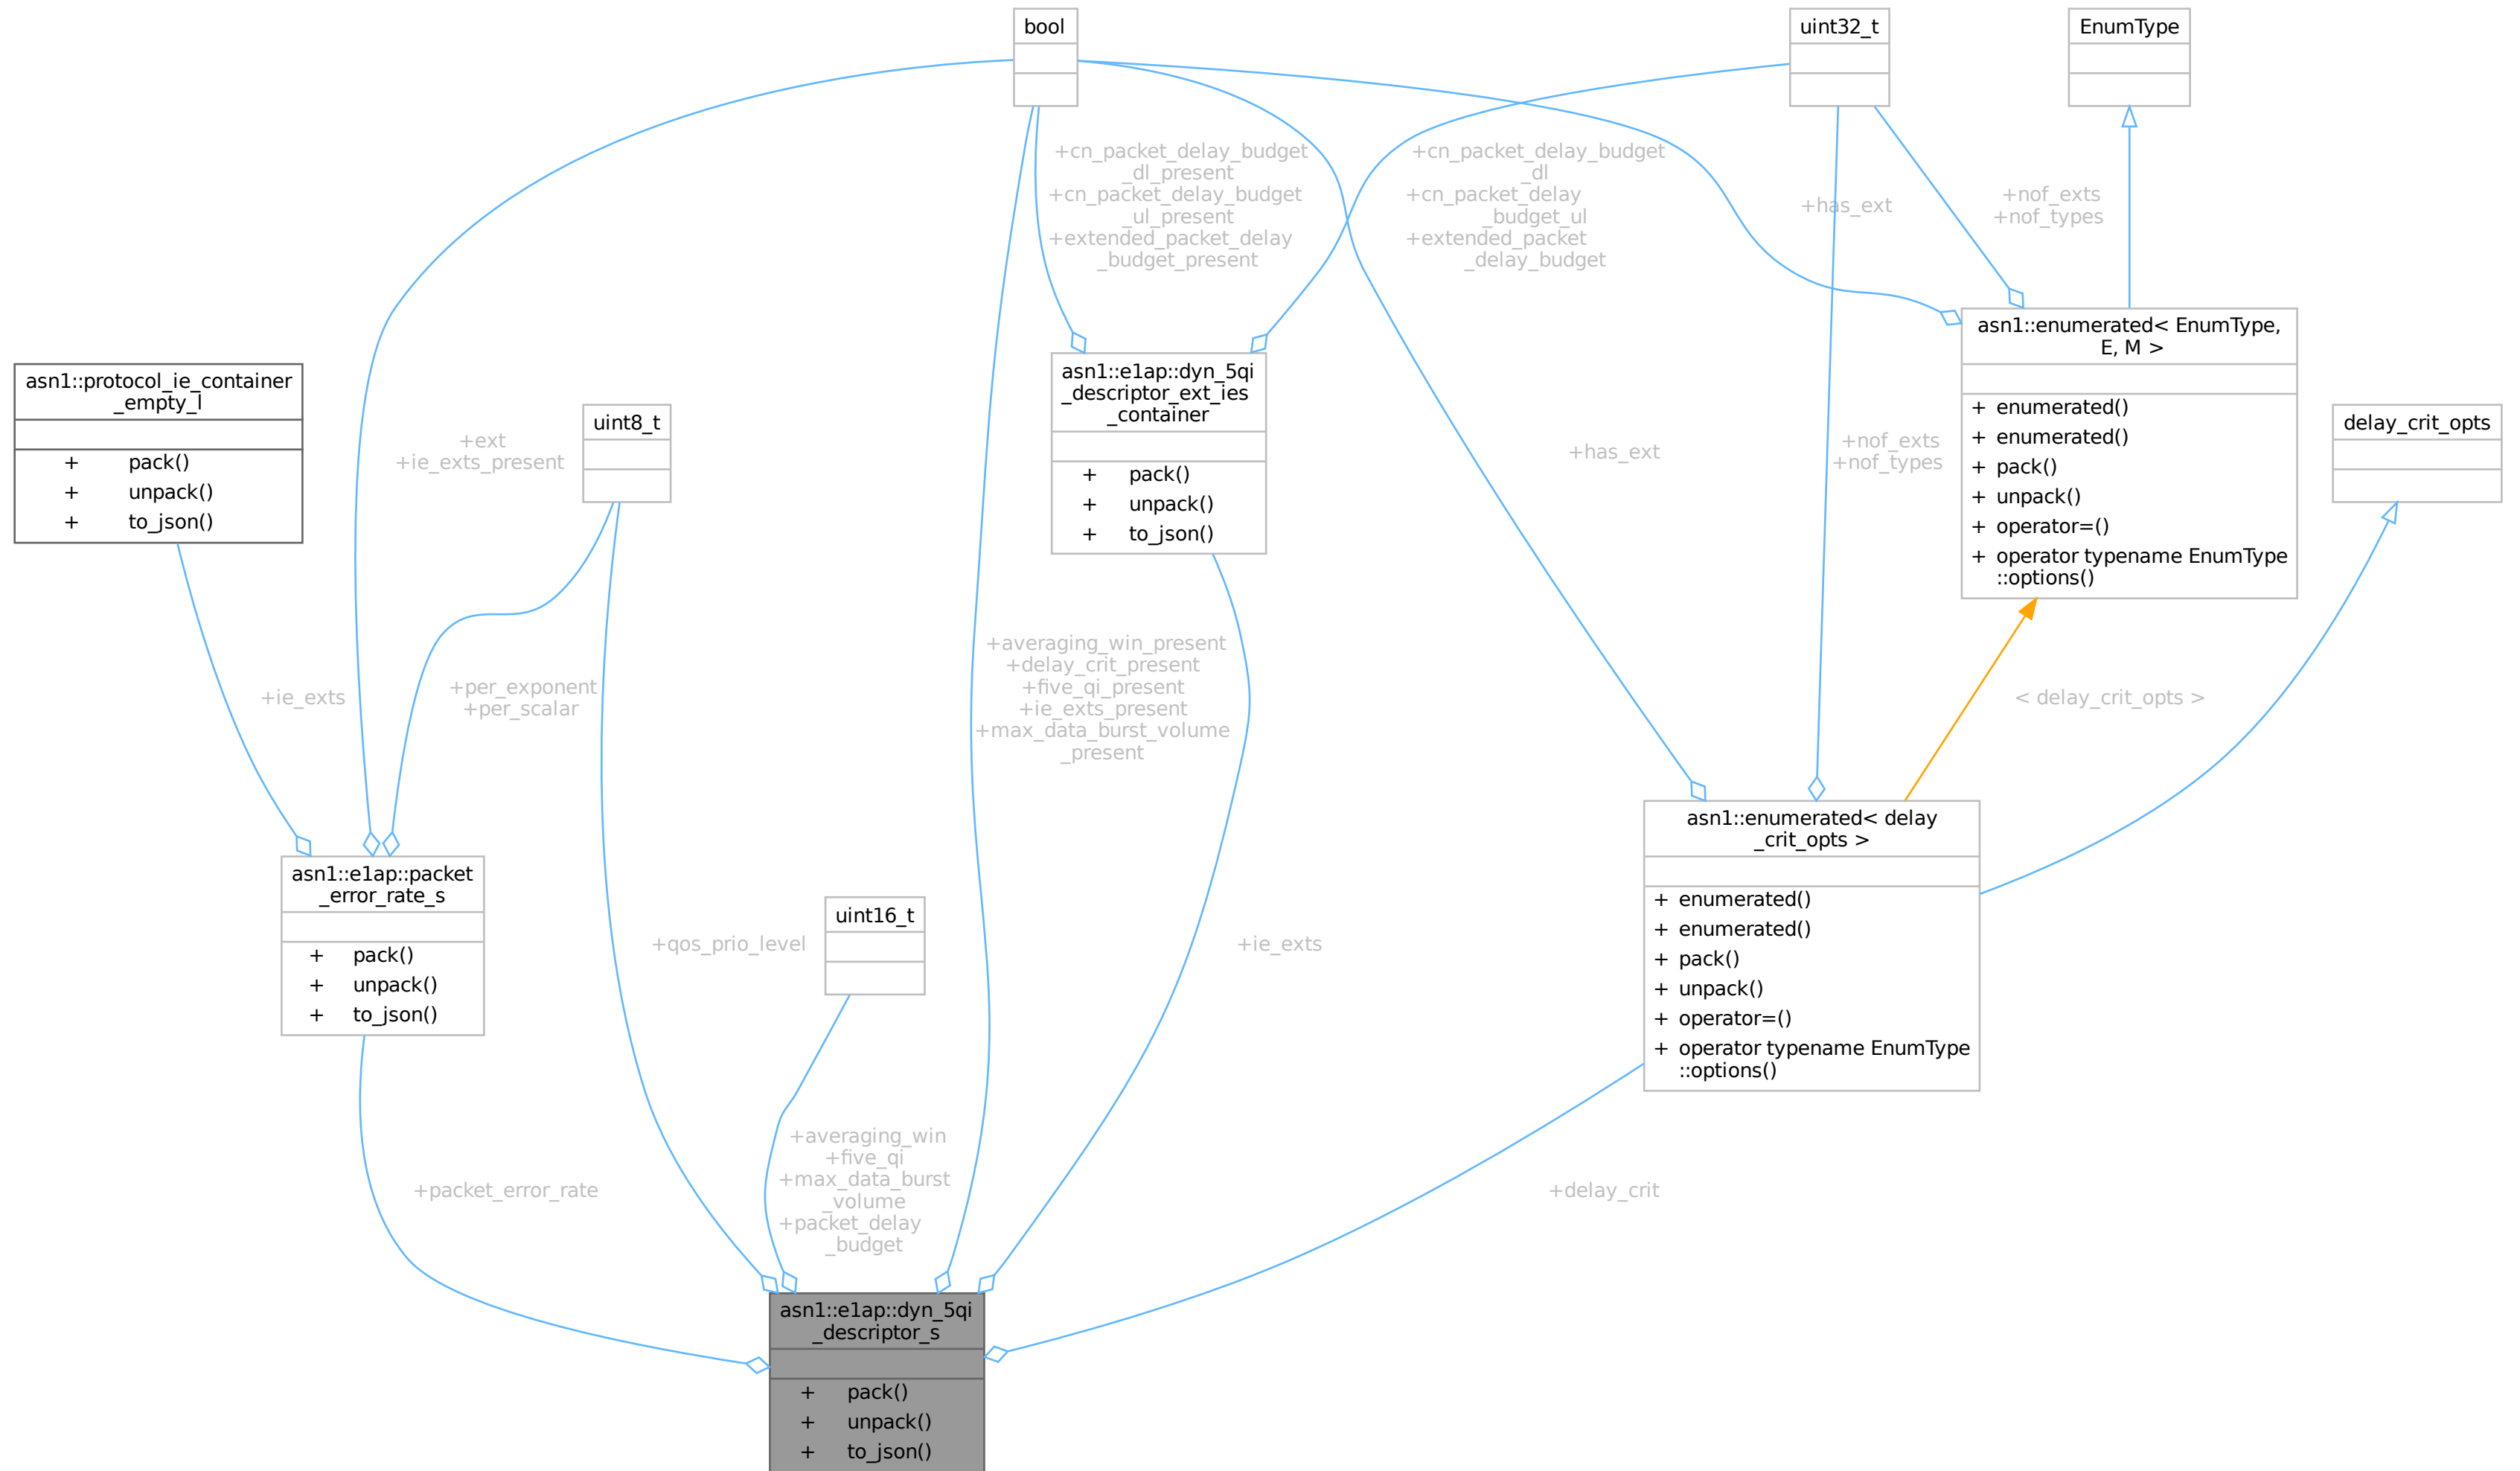 bool
uint32_t
EnumType
+cn_packet_delay_budget
_dl_present
+cn_packet_delay_budget
_ul_present
+extended_packet_delay
_budget_present
+cn_packet_delay_budget
_dl
+cn_packet_delay
_budget_ul
+extended_packet
_delay_budget
+has_ext
+nof_exts
+nof_types
asn1::protocol_ie_container
_empty_l
+ pack()
+ unpack()
+ to_json()
+ext
+ie_exts_present
uint8_t
asn1::e1ap::dyn_5qi
_descriptor_ext_ies
_container
+ pack()
+ unpack()
+ to_json()
+has_ext
+nof_exts
+nof_types
asn1::enumerated< EnumType,
E, M >
+ enumerated()
+ enumerated()
+ pack()
+ unpack()
+ operator=()
+ operator typename EnumType
::options()
delay_crit_opts
+ie_exts
+per_exponent
+per_scalar
+averaging_win_present
+delay_crit_present
+five_qi_present
+ie_exts_present
+max_data_burst_volume
_present
< delay_crit_opts >
asn1::e1ap::packet
_error_rate_s
+ pack()
+ unpack()
+ to_json()
+qos_prio_level
uint16_t
+ie_exts
asn1::enumerated< delay
_crit_opts >
+ enumerated()
+ enumerated()
+ pack()
+ unpack()
+ operator=()
+ operator typename EnumType
::options()
+packet_error_rate
+averaging_win
+five_qi
+max_data_burst
_volume
+packet_delay
_budget
+delay_crit
asn1::e1ap::dyn_5qi
_descriptor_s
+ pack()
+ unpack()
+ to_json()